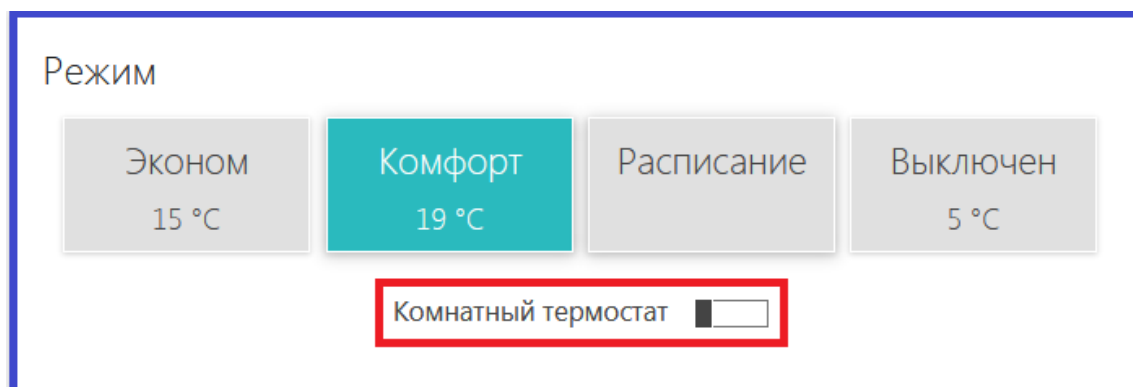 Режим
Эконом
15 °C
Комфорт
19 °C
Расписание
Выключен
5 °C
Комнатный термостат